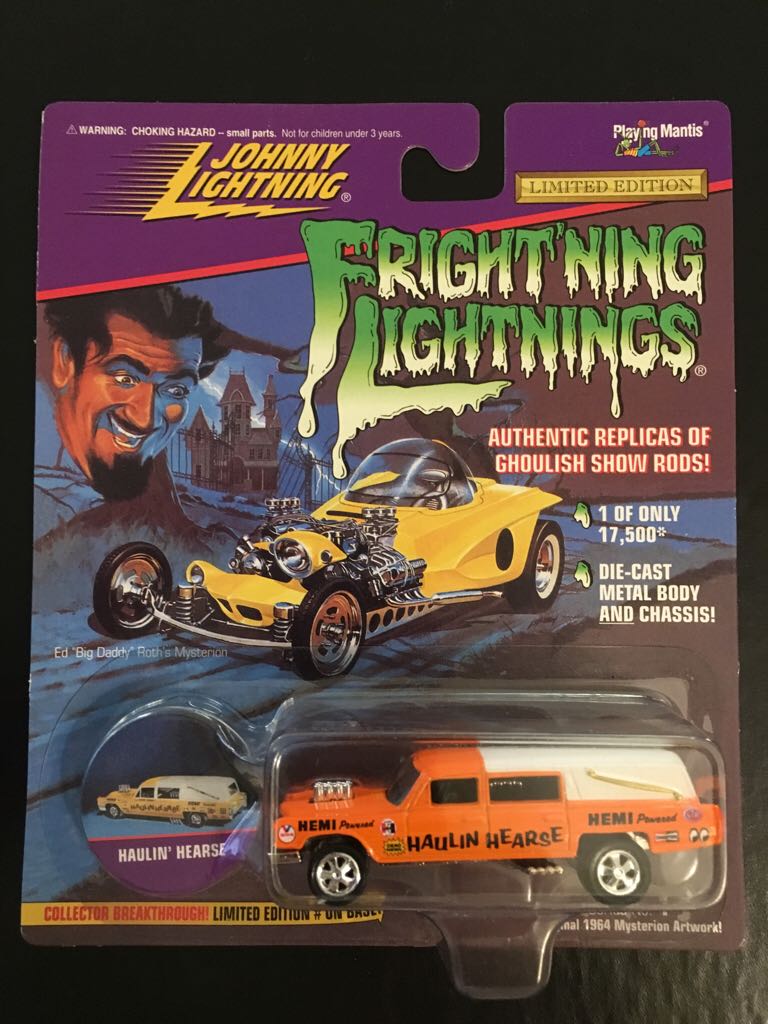 ⚠ WARNING: CHOKING HAZARD -- small parts. Not for children under 3 years.
Playing Mantis®
JOHNNY
LIGHTNING®
LIMITED EDITION
FRIGHT'NING
LIGHTNINGS®
AUTHENTIC REPLICAS OF
GHOULISH SHOW RODS!
1 OF ONLY
17,500*
DIE-CAST
METAL BODY
AND CHASSIS!
Ed "Big Daddy" Roth's Mysterion
HAULIN HEARSE
HAULIN' HEARSE
HEMI Powered
HAULIN HEARSE
HEMI Powered
COLLECTOR BREAKTHROUGH! LIMITED EDITION # ON BASE!
1964 Mysterion Artwork!